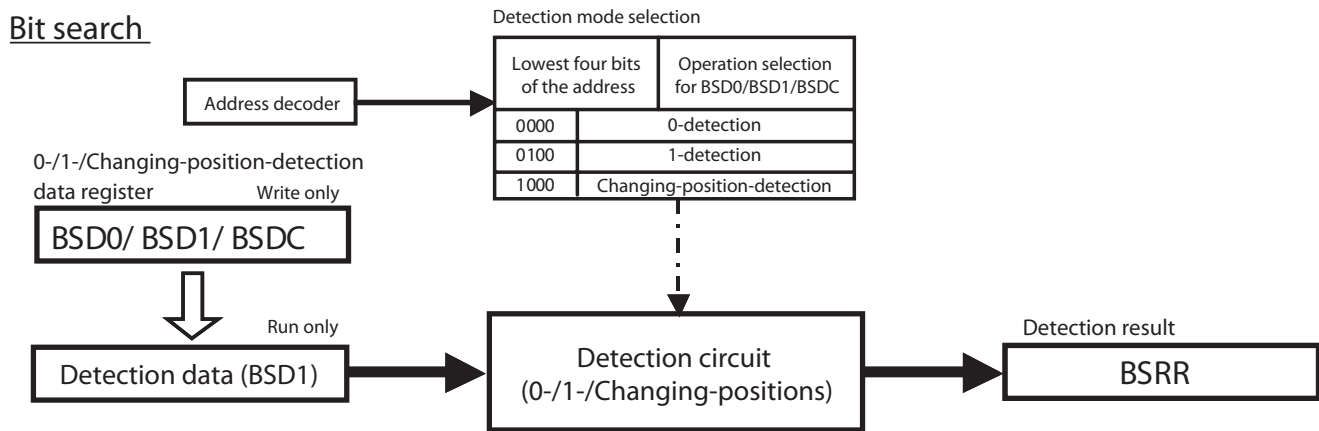 Bit search
Detection mode selection
Lowest four bits
of the address
Operation selection
for BSD0/BSD1/BSDC
Address decoder
0000
0-detection
0100
1-detection
1000
Changing-position-detection
0-/1-/Changing-position-detection
data register
Write only
BSD0/ BSD1/ BSDC
Run only
Detection data (BSD1)
Detection circuit
(0-/1-/Changing-positions)
Detection result
BSRR